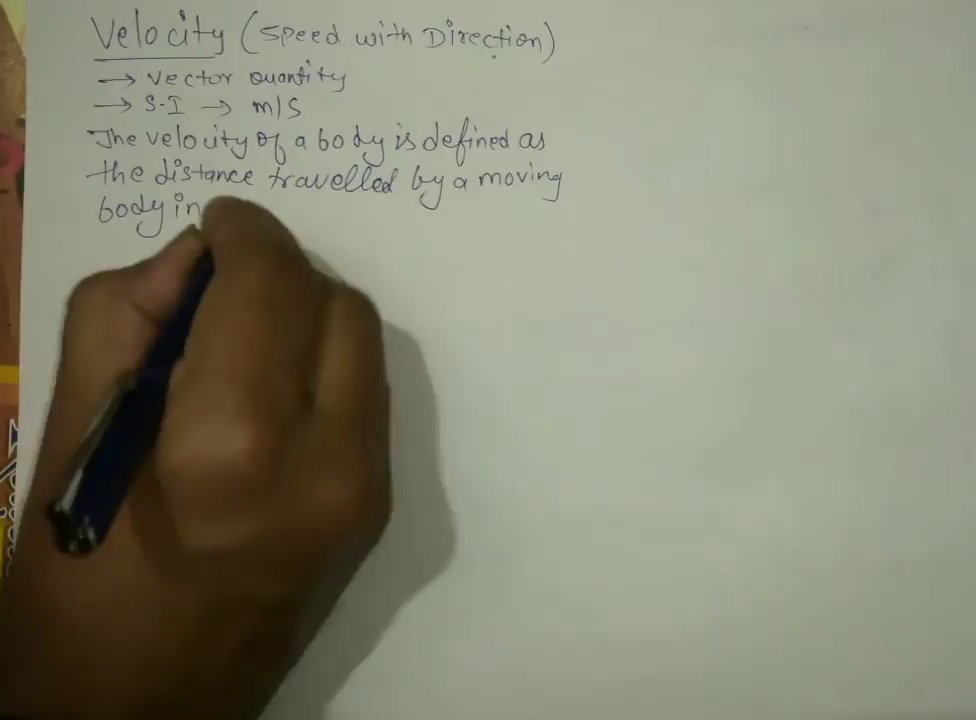 Velocity (speed with Direction)
→ vector quantity
→ S.I → m/s
The velocity of a body is defined as
the distance travelled by a moving
body in